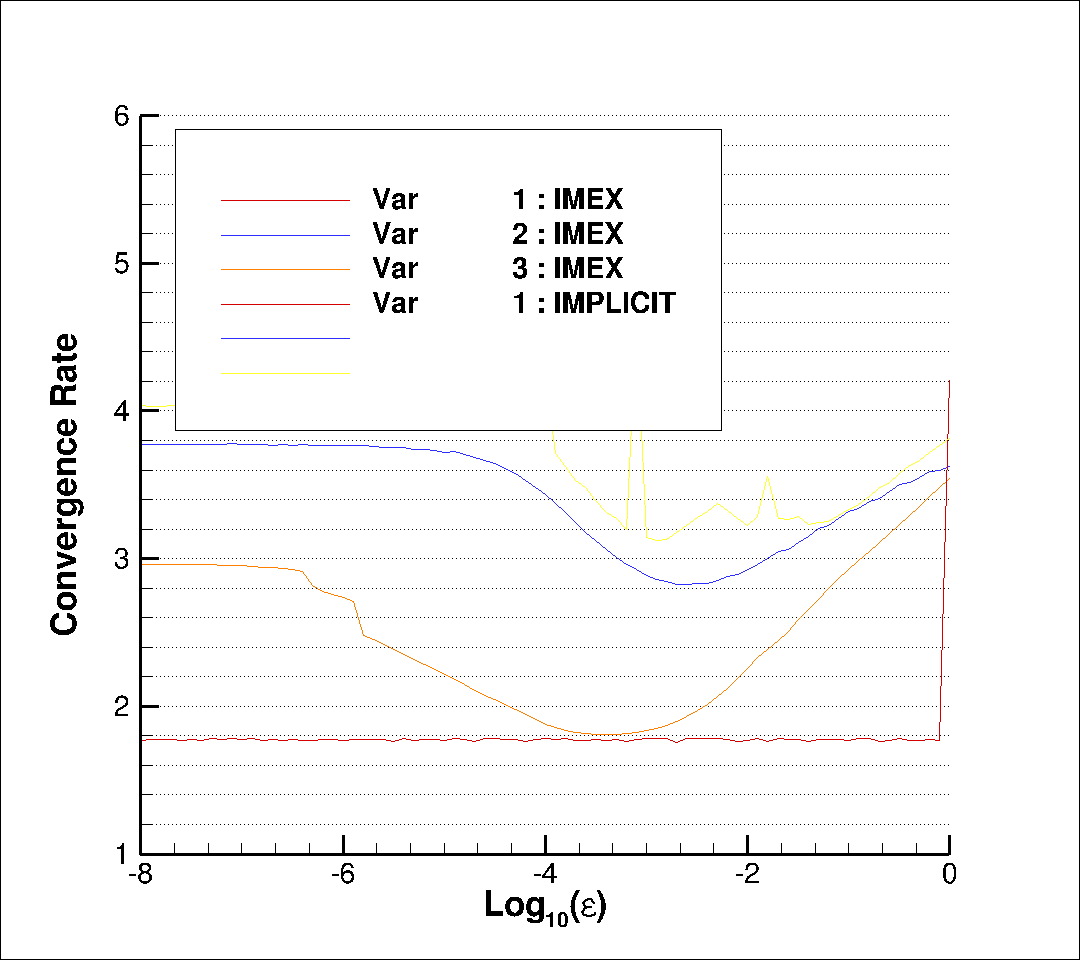 6
5
4
3
2
1
Convergence Rate
Var 1 : IMEX
Var 2 : IMEX
Var 3 : IMEX
Var 1 : IMPLICIT
-8 -6 -4 -2 0
Log10(ε)